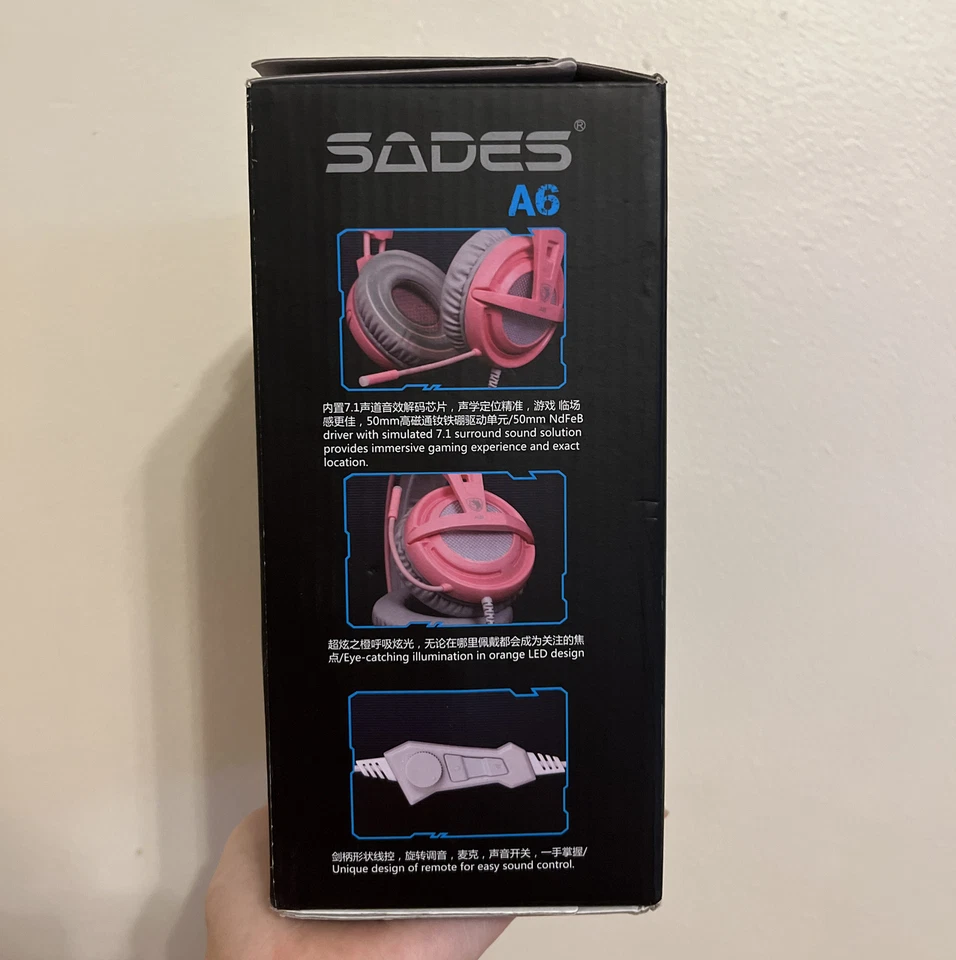 SADES®
A6
内置7.1声道音效解码芯片，声学定位精准，游戏 临场
感更佳，50mm高磁通钕铁硼驱动单元/50mm NdFeB
driver with simulated 7.1 surround sound solution
provides immersive gaming experience and exact
location.
超炫之橙呼吸炫光，无论在哪里佩戴都会成为关注的焦
点/Eye-catching illumination in orange LED design
剑柄形状线控，旋转调音，麦克，声音开关，一手掌握/
Unique design of remote for easy sound control.